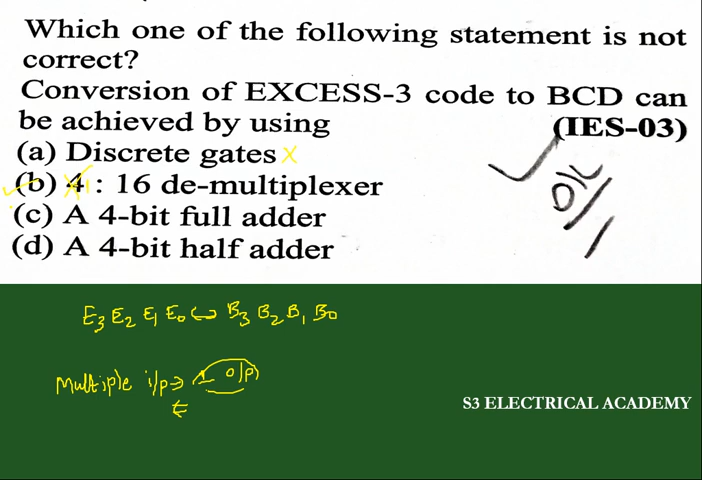 Which one of the following statement is not
correct?
Conversion of EXCESS-3 code to BCD can
be achieved by using (IES-03)
(a) Discrete gates x
(b) 4 : 16 de-multiplexer
(c) A 4-bit full adder
(d) A 4-bit half adder
E3 E2 E1 E0 ↔ B3 B2 B1 B0
Multiple i/p ⇒ 1 o/p
S3 ELECTRICAL ACADEMY